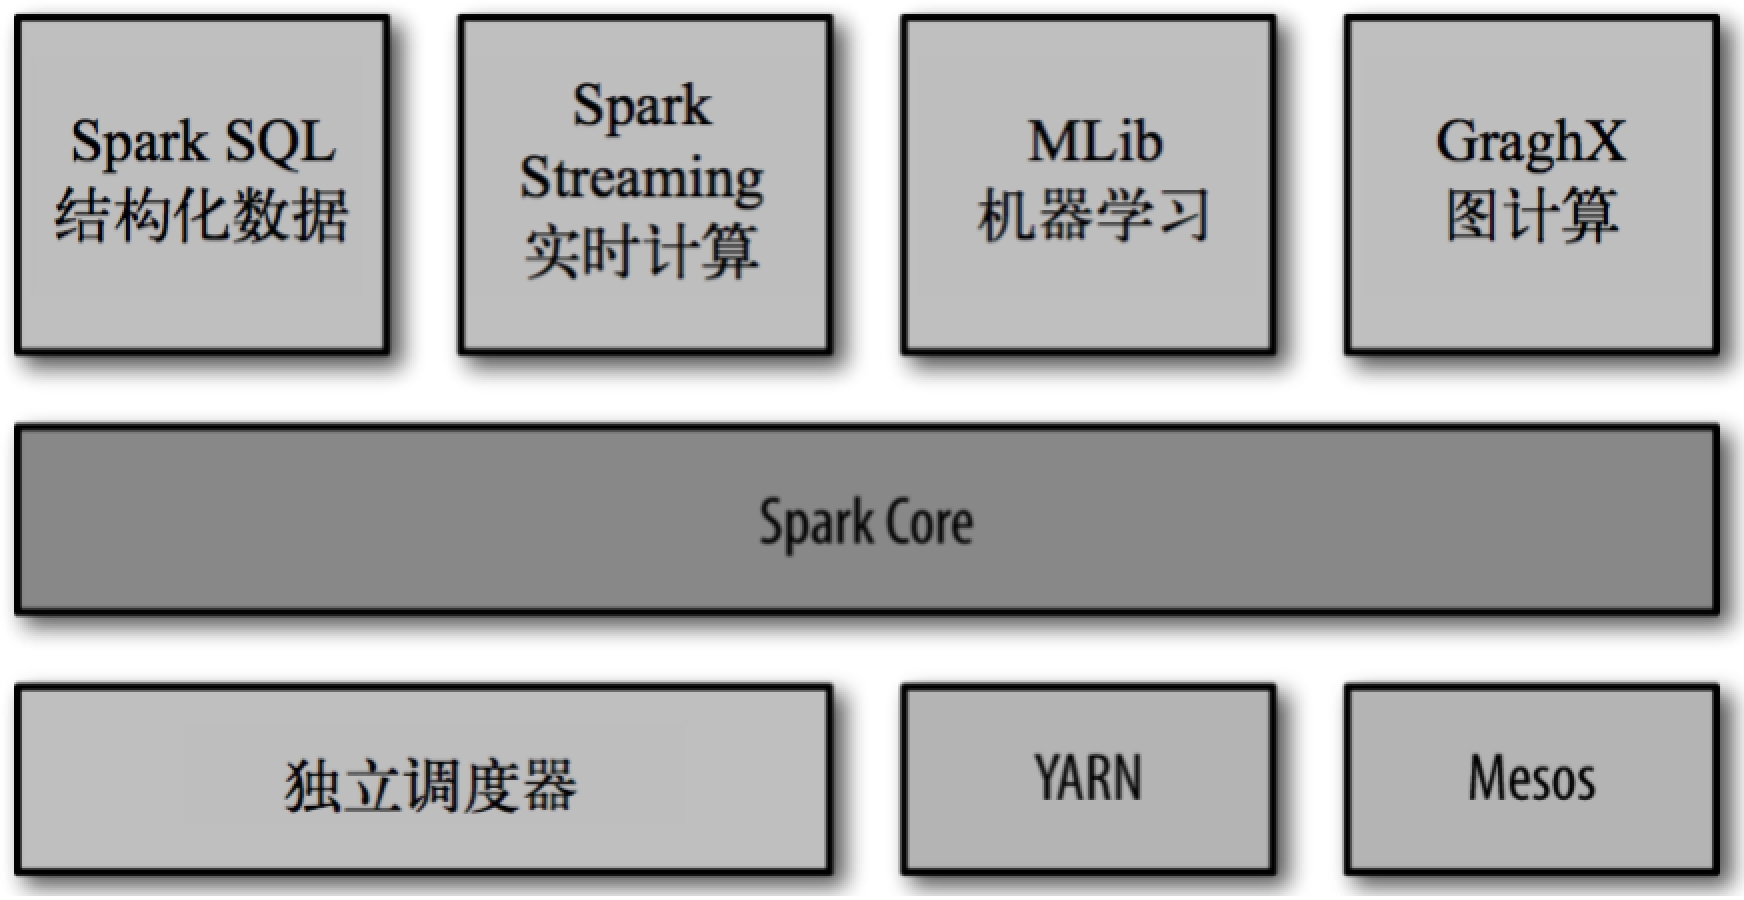 Spark SQL
结构化数据
Spark
Streaming
实时计算
MLib
机器学习
GraghX
图计算
Spark Core
独立调度器
YARN
Mesos